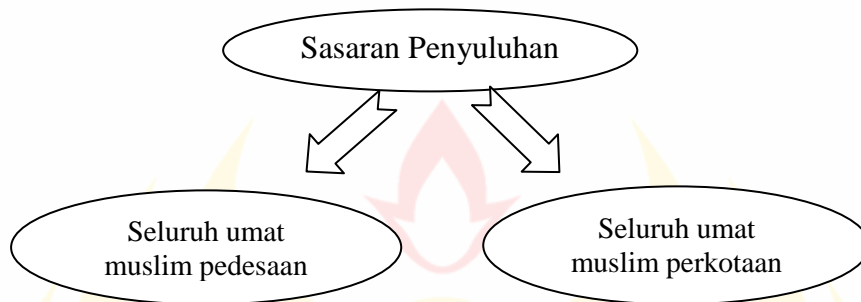 Sasaran Penyuluhan
Seluruh umat
muslim pedesaan
Seluruh umat
muslim perkotaan